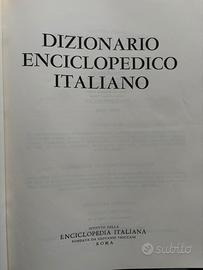 DIZIONARIO
ENCICLOPEDICO
ITALIANO
ISTITUTO DELLA
ENCICLOPEDIA ITALIANA
FONDATA DA GIOVANNI TRECCANI
ROMA
subito